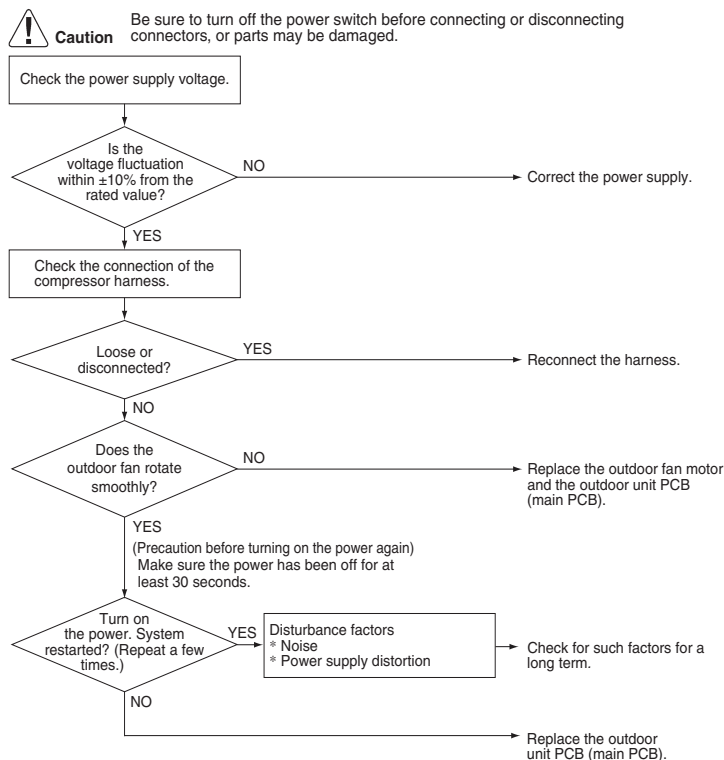 Be sure to turn off the power switch before connecting or disconnecting
Caution connectors, or parts may be damaged.
Check the power supply voltage.
Is the
voltage fluctuation
within ±10% from the
rated value?
NO
Correct the power supply.
YES
Check the connection of the
compressor harness.
Loose or
disconnected?
YES
Reconnect the harness.
NO
Does the
outdoor fan rotate
smoothly?
NO
Replace the outdoor fan motor
and the outdoor unit PCB
(main PCB).
YES
(Precaution before turning on the power again)
Make sure the power has been off for at
least 30 seconds.
Turn on
the power. System
restarted? (Repeat a few
times.)
YES
Disturbance factors
* Noise
* Power supply distortion
Check for such factors for a
long term.
NO
Replace the outdoor
unit PCB (main PCB).